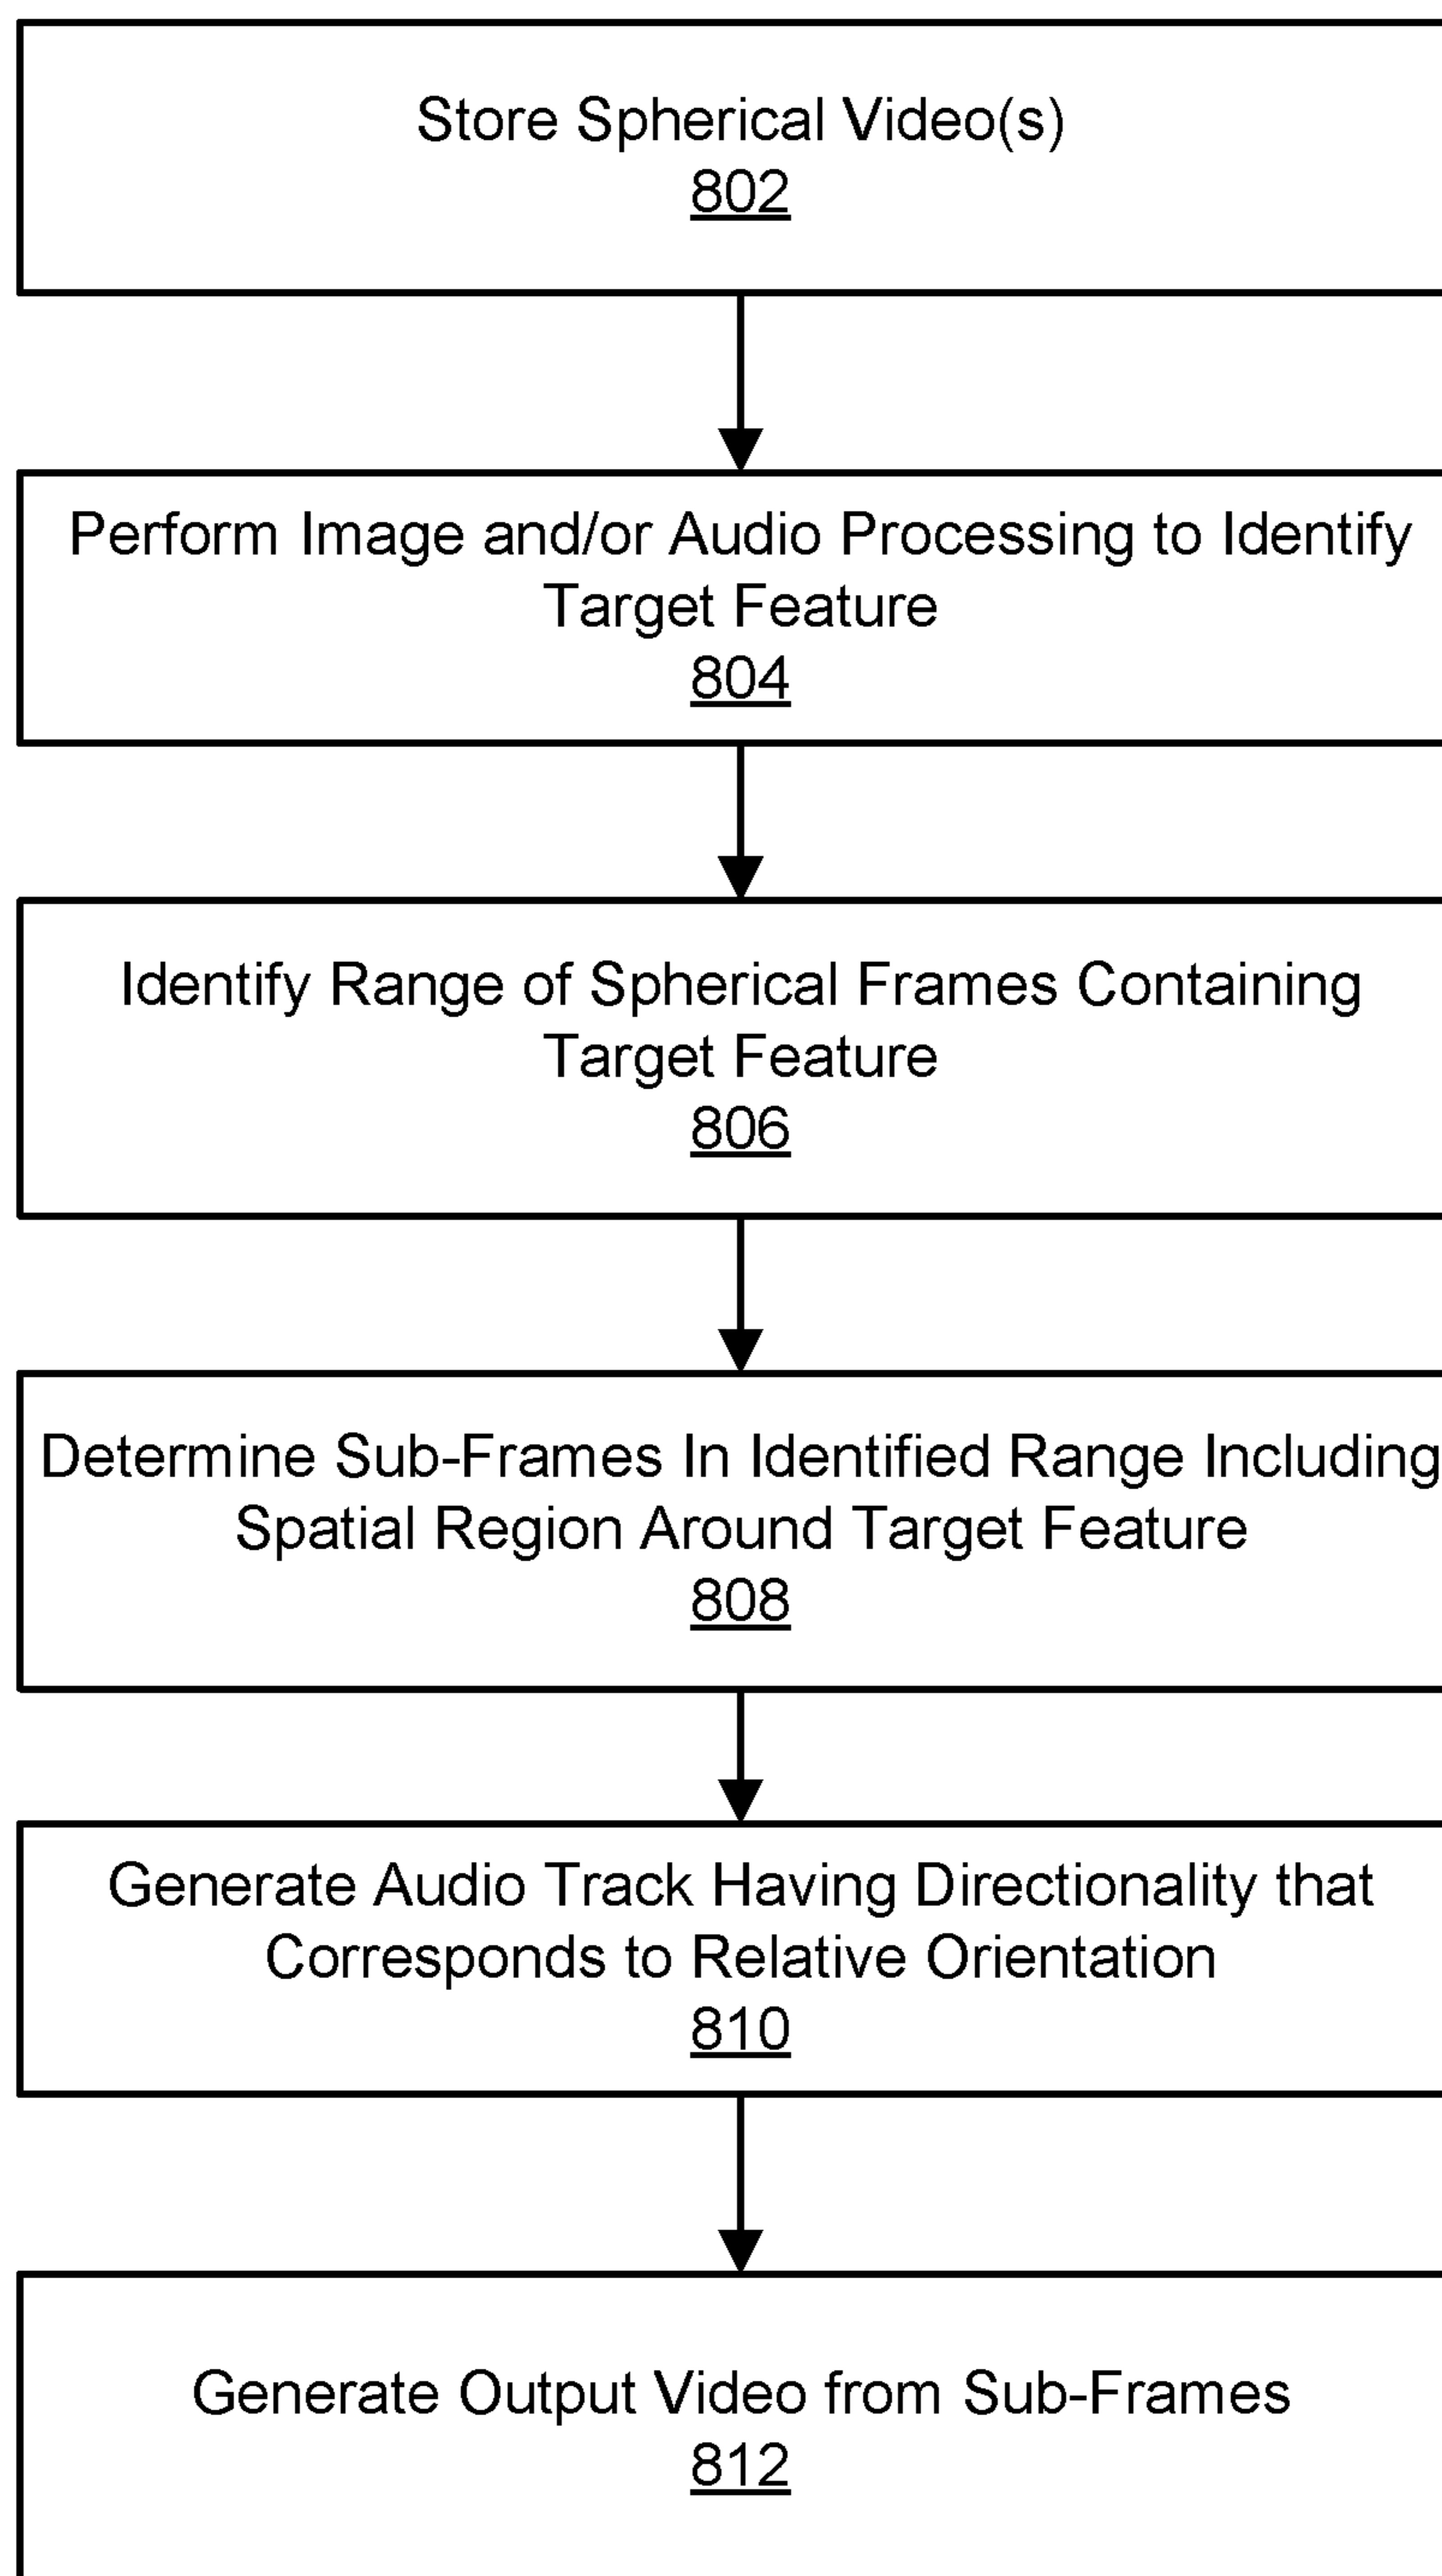 Store Spherical Video(s)
802
Perform Image and/or Audio Processing to Identify
Target Feature
804
Identify Range of Spherical Frames Containing
Target Feature
806
Determine Sub-Frames In Identified Range Including
Spatial Region Around Target Feature
808
Generate Audio Track Having Directionality that
Corresponds to Relative Orientation
810
Generate Output Video from Sub-Frames
812